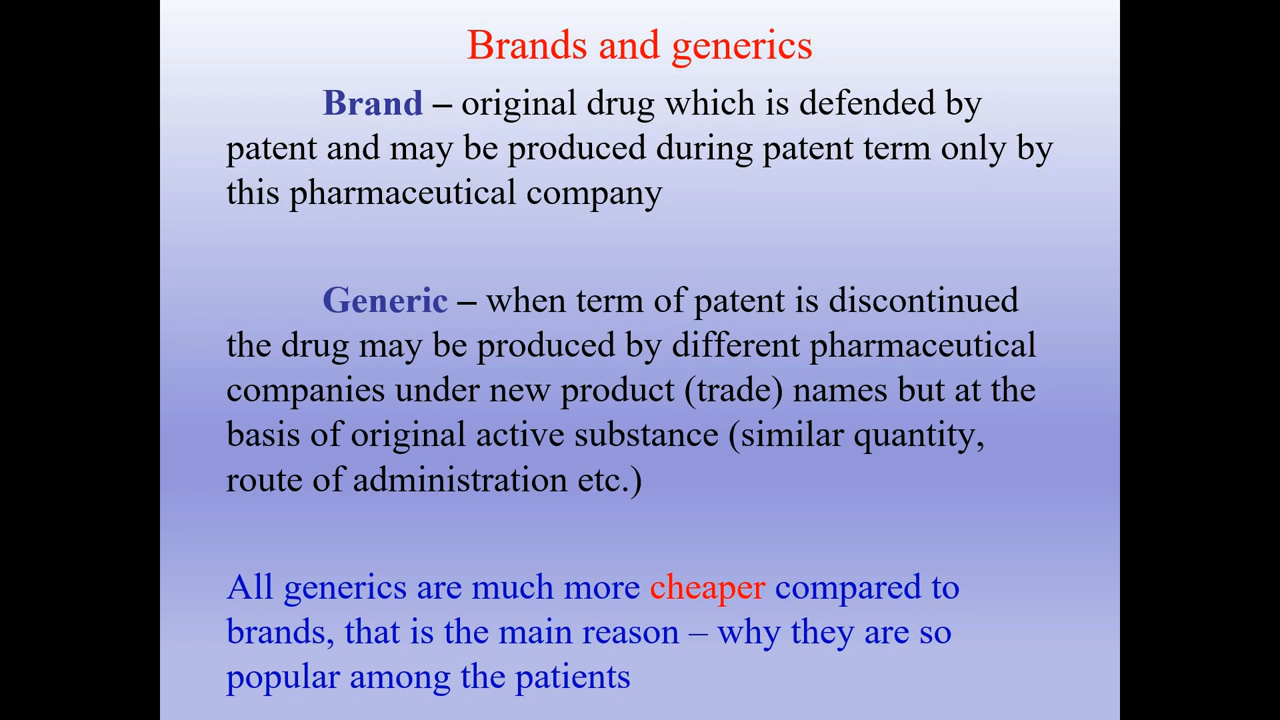 Brands and generics
Brand – original drug which is defended by
patent and may be produced during patent term only by
this pharmaceutical company
Generic – when term of patent is discontinued
the drug may be produced by different pharmaceutical
companies under new product (trade) names but at the
basis of original active substance (similar quantity,
route of administration etc.)
All generics are much more cheaper compared to
brands, that is the main reason – why they are so
popular among the patients